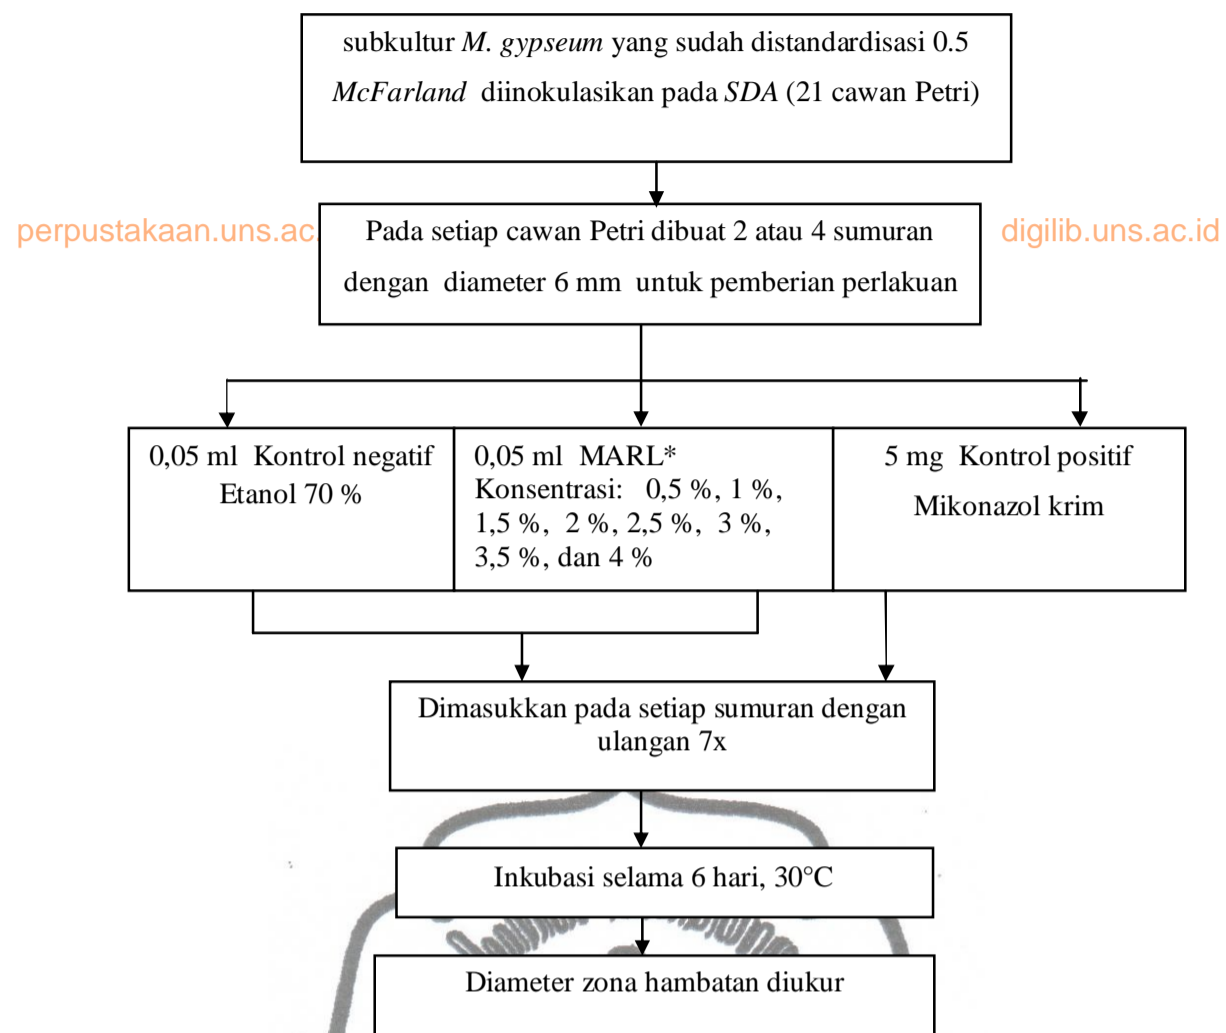 subkultur M. gypseum yang sudah distandardisasi 0.5
McFarland diinokulasikan pada SDA (21 cawan Petri)
perpustakaan.uns.ac.
digilib.uns.ac.id
Pada setiap cawan Petri dibuat 2 atau 4 sumuran
dengan diameter 6 mm untuk pemberian perlakuan
0,05 ml Kontrol negatif
Etanol 70 %
0,05 ml MARL*
Konsentrasi: 0,5 %, 1 %,
1,5 %, 2 %, 2,5 %, 3 %,
3,5 %, dan 4 %
5 mg Kontrol positif
Mikonazol krim
Dimasukkan pada setiap sumuran dengan
ulangan 7x
Inkubasi selama 6 hari, 30°C
Diameter zona hambatan diukur